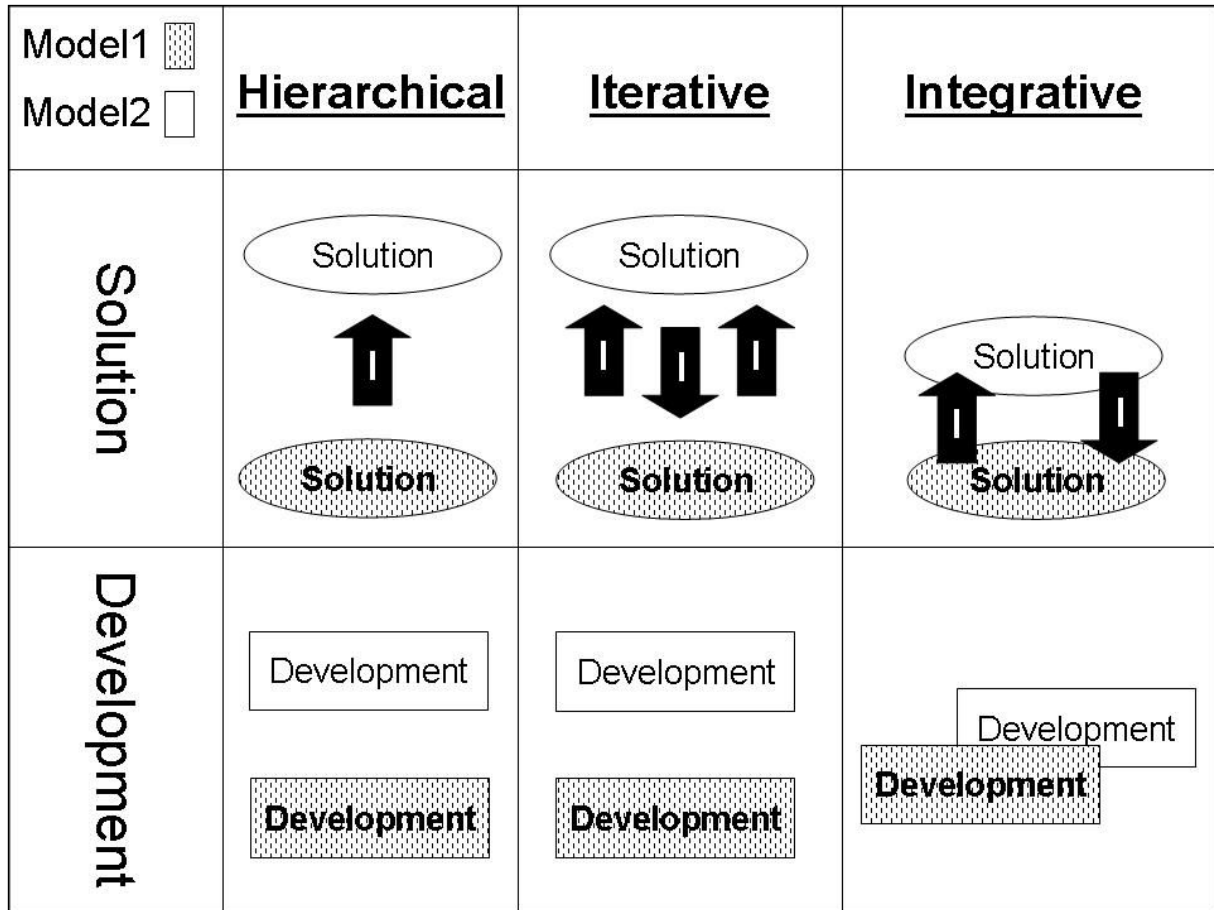 Model1
Model2
Hierarchical
Iterative
Integrative
Solution
Solution
I
Solution
Solution
I
I
I
Solution
Solution
I
I
Solution
Development
Development
Development
Development
Development
Development
Development